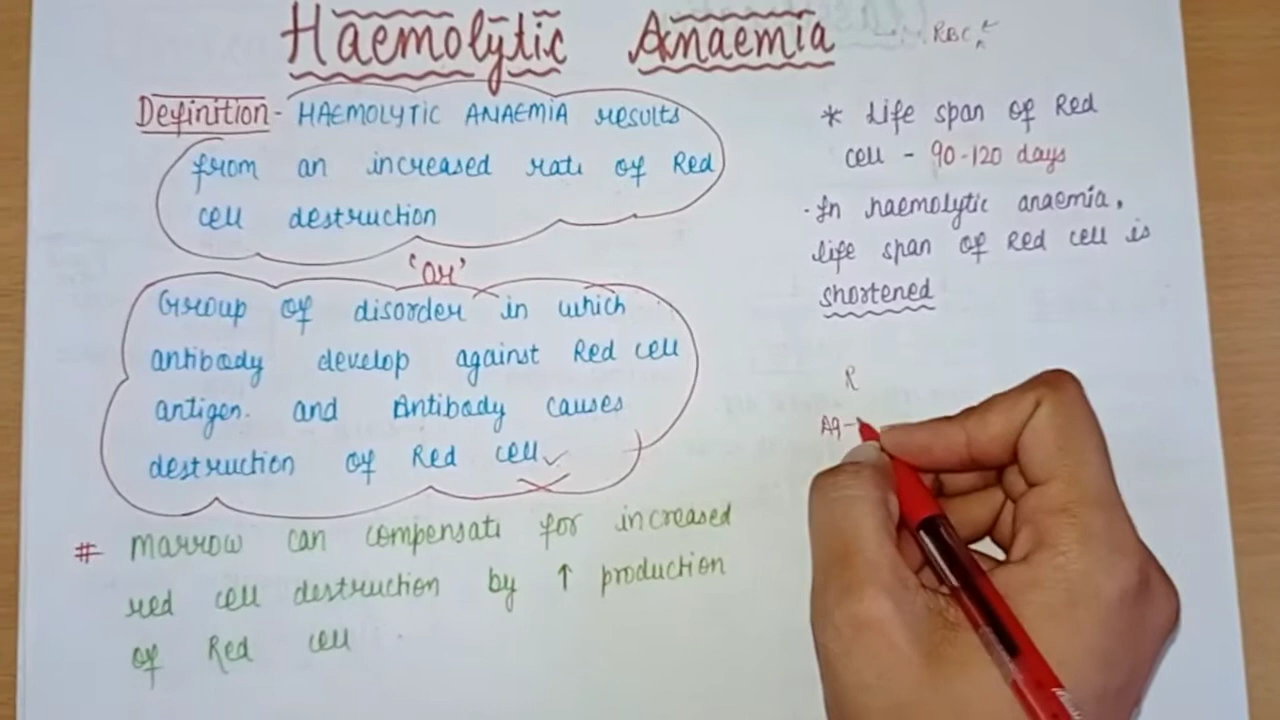 Haemolytic Anaemia
RBC
Definition - HAEMOLYTIC ANAEMIA results
from an increased rate of Red
cell destruction
'OR'
Group of disorder in which
antibody develop against Red cell
antigen. and Antibody causes
destruction of Red cell
# Marrow can compensate for increased
red cell destruction by ↑ production
of Red cell
* Life span of Red
cell - 90-120 days
. In haemolytic anaemia,
life span of Red cell is
shortened
R
Ag-